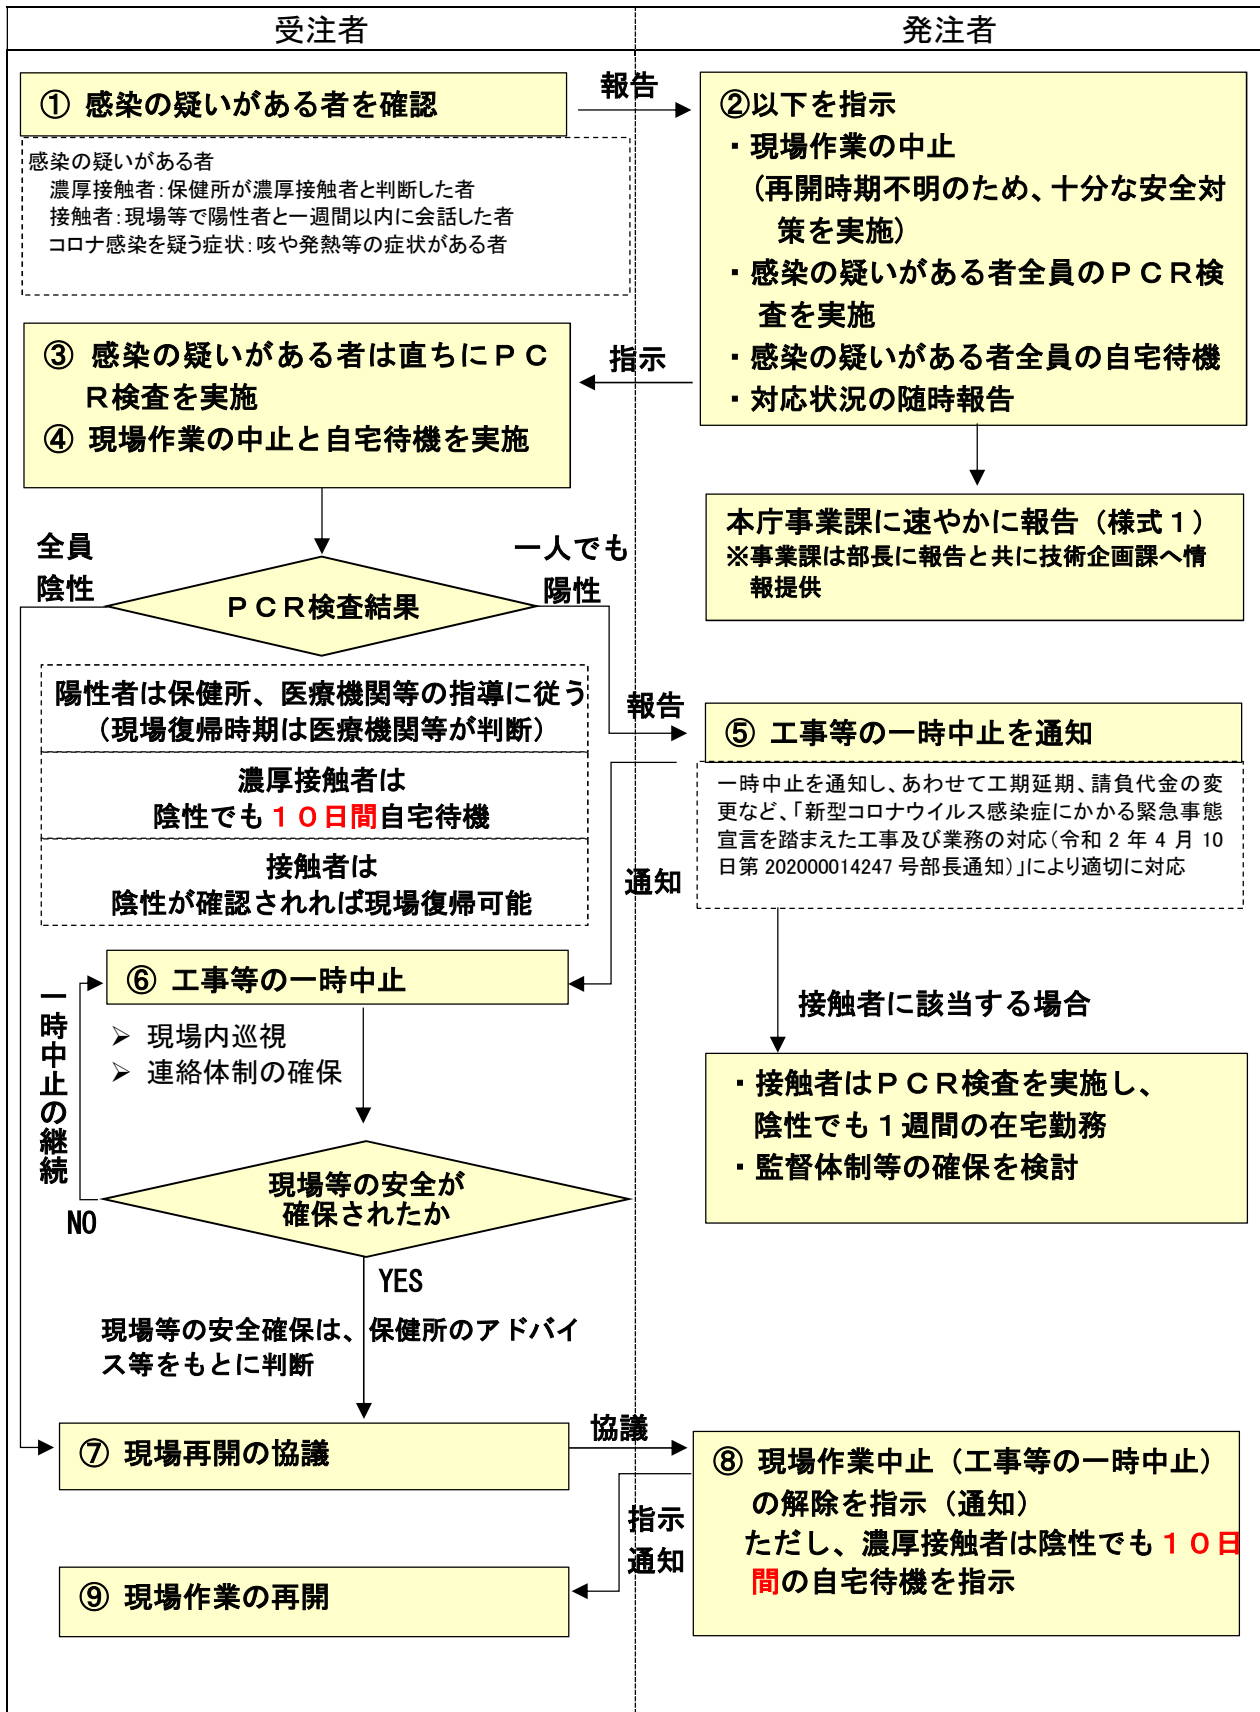 受注者
発注者
① 感染の疑いがある者を確認
報告
②以下を指示
・現場作業の中止
(再開時期不明のため、十分な安全対
策を実施)
・感染の疑いがある者全員のＰＣＲ検
査を実施
・感染の疑いがある者全員の自宅待機
・対応状況の随時報告
感染の疑いがある者
濃厚接触者：保健所が濃厚接触者と判断した者
接触者：現場等で陽性者と一週間以内に会話した者
コロナ感染を疑う症状：咳や発熱等の症状がある者
指示
③ 感染の疑いがある者は直ちにＰＣ
Ｒ検査を実施
④ 現場作業の中止と自宅待機を実施
本庁事業課に速やかに報告（様式１）
※事業課は部長に報告と共に技術企画課へ情
報提供
全員
陰性
一人でも
陽性
ＰＣＲ検査結果
陽性者は保健所、医療機関等の指導に従う
（現場復帰時期は医療機関等が判断）
濃厚接触者は
陰性でも１０日間自宅待機
接触者は
陰性が確認されれば現場復帰可能
報告
⑤ 工事等の一時中止を通知
一時中止を通知し、あわせて工期延期、請負代金の変
更など、「新型コロナウイルス感染症にかかる緊急事態
宣言を踏まえた工事及び業務の対応（令和 2 年 4 月 10
日第 202000014247 号部長通知）」により適切に対応
通知
⑥ 工事等の一時中止
➢ 現場内巡視
➢ 連絡体制の確保
一時中止の継続
接触者に該当する場合
・接触者はＰＣＲ検査を実施し、
陰性でも１週間の在宅勤務
・監督体制等の確保を検討
現場等の安全が
確保されたか
NO
YES
現場等の安全確保は、保健所のアドバイ
ス等をもとに判断
⑦ 現場再開の協議
協議
⑧ 現場作業中止（工事等の一時中止）
の解除を指示（通知）
ただし、濃厚接触者は陰性でも１０日
間の自宅待機を指示
指示
通知
⑨ 現場作業の再開